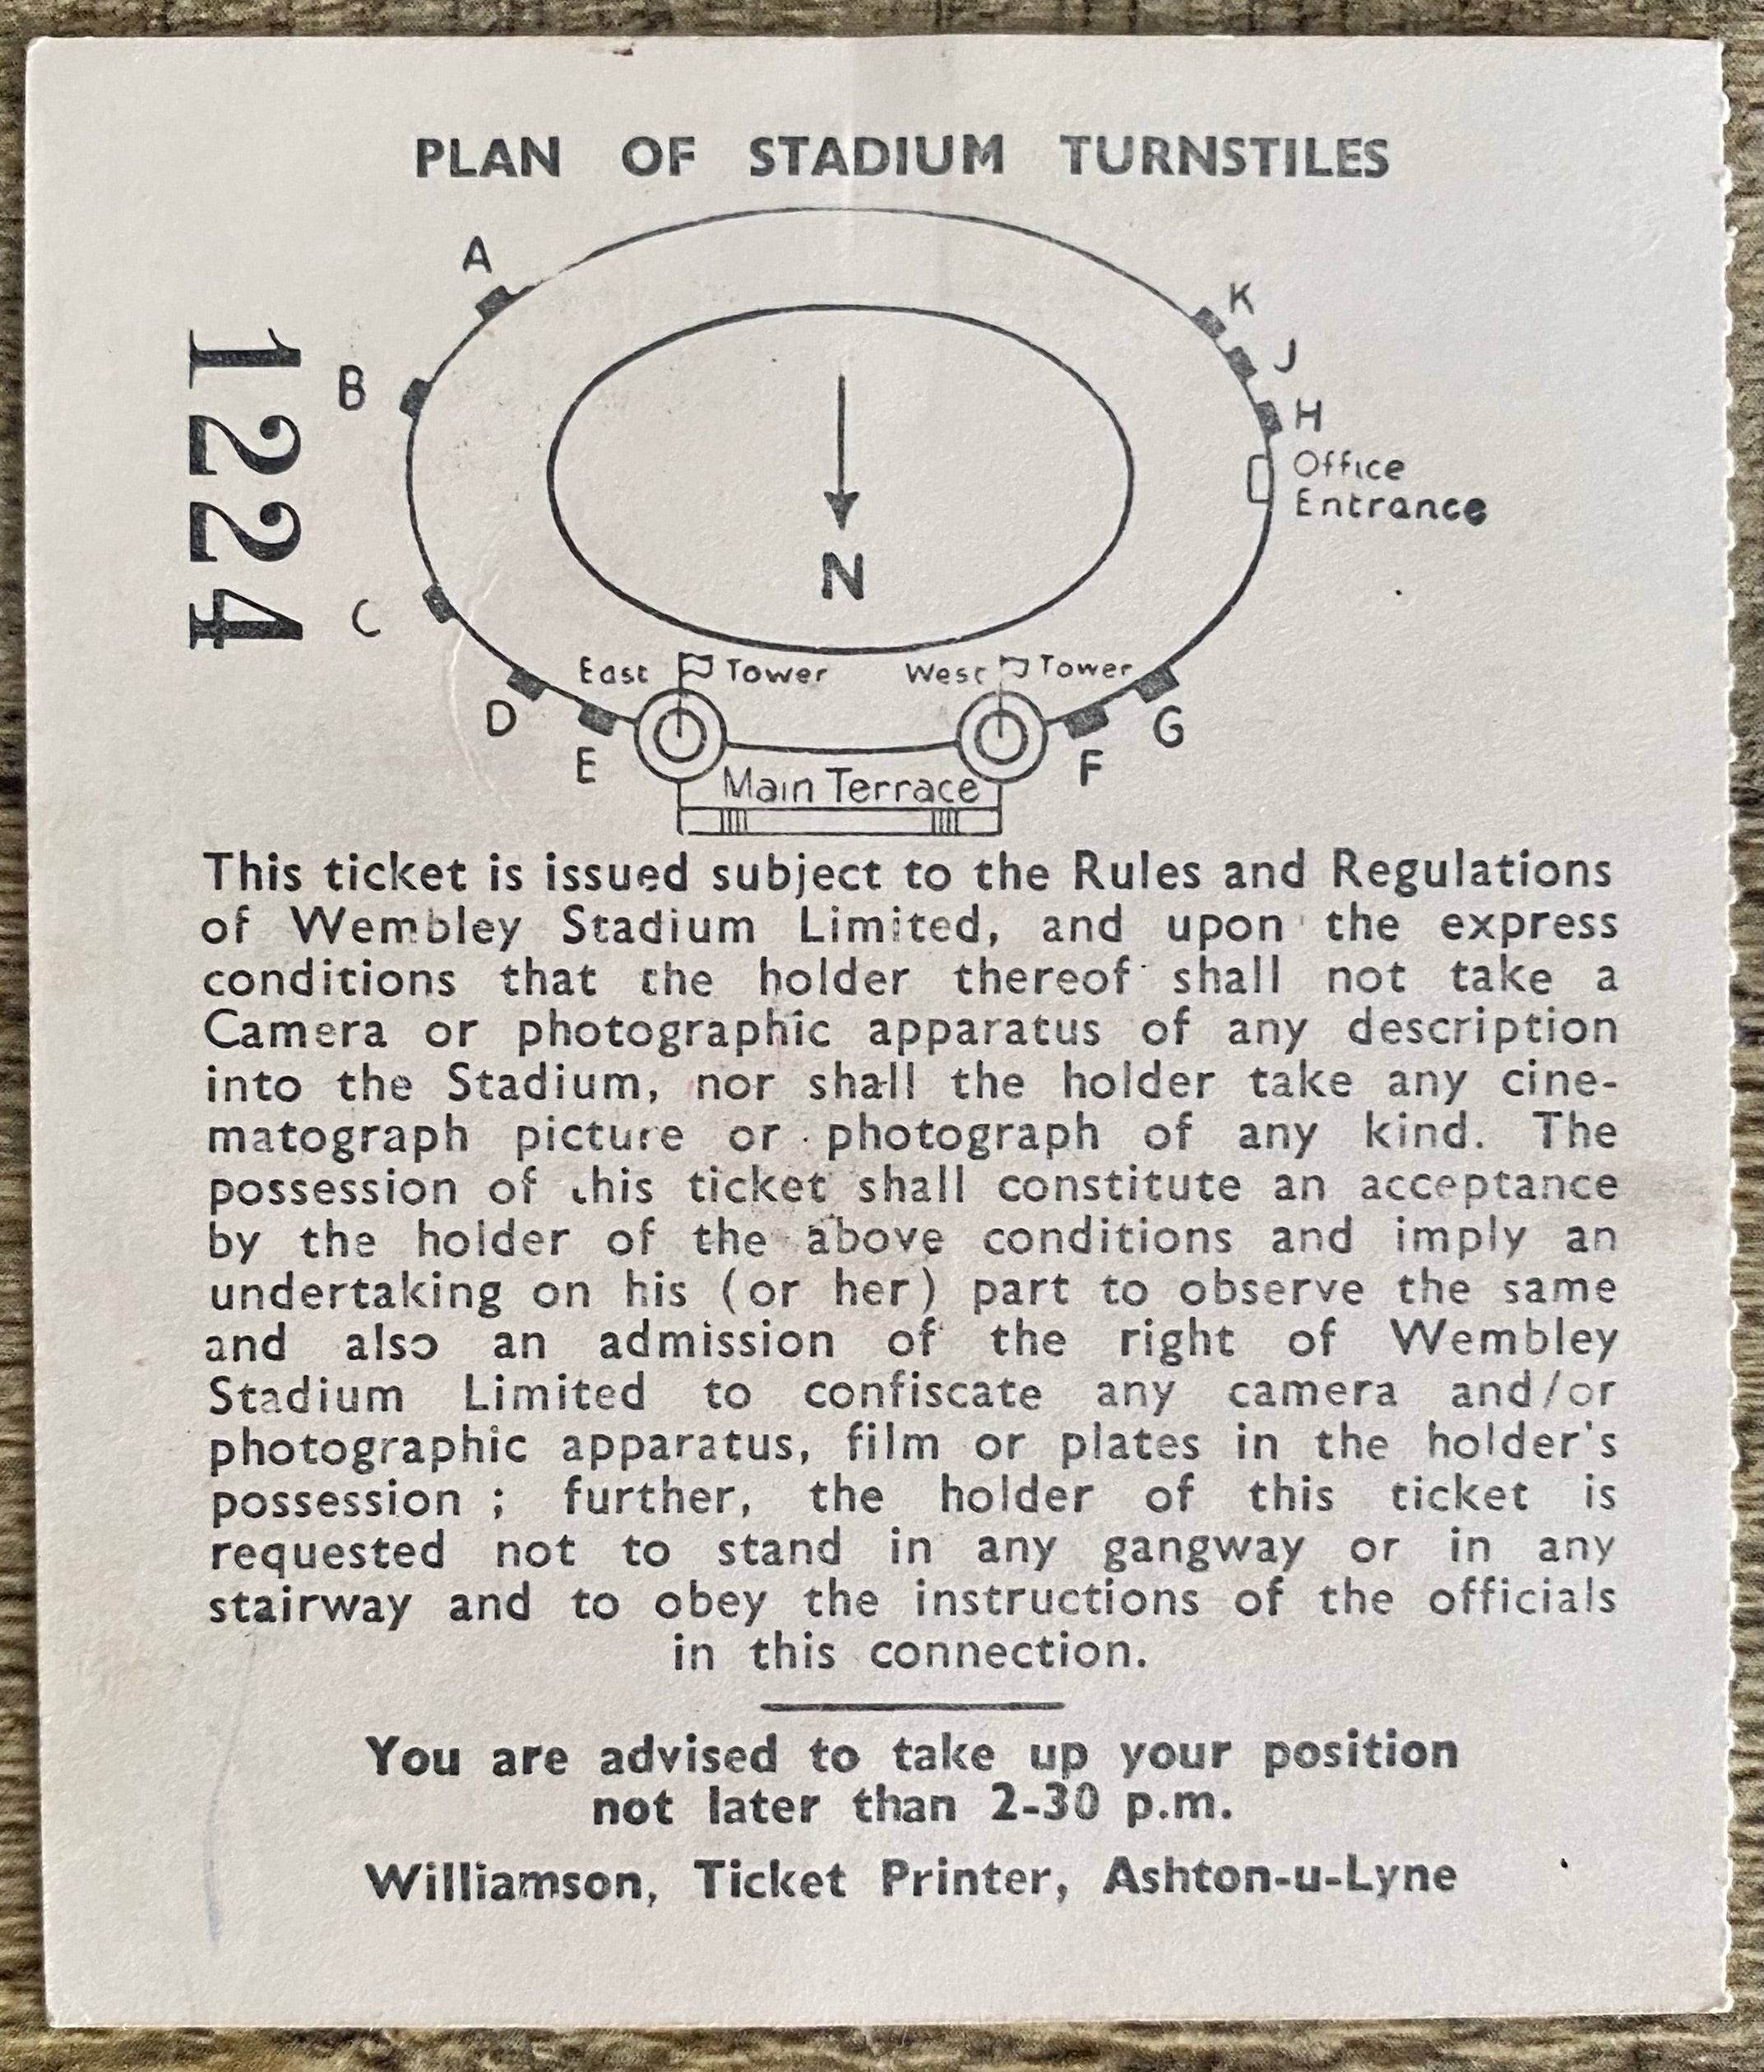 PLAN OF STADIUM TURNSTILES
A
K
J
B
H
1224
Office
Entrance
N
C
East Tower
West Tower
D
G
E
F
Main Terrace
This ticket is issued subject to the Rules and Regulations
of Wembley Stadium Limited, and upon the express
conditions that the holder thereof shall not take a
Camera or photographic apparatus of any description
into the Stadium, nor shall the holder take any cine-
matograph picture or photograph of any kind. The
possession of this ticket shall constitute an acceptance
by the holder of the above conditions and imply an
undertaking on his (or her) part to observe the same
and also an admission of the right of Wembley
Stadium Limited to confiscate any camera and/or
photographic apparatus, film or plates in the holder's
possession ; further, the holder of this ticket is
requested not to stand in any gangway or in any
stairway and to obey the instructions of the officials
in this connection.
You are advised to take up your position
not later than 2-30 p.m.
Williamson, Ticket Printer, Ashton-u-Lyne